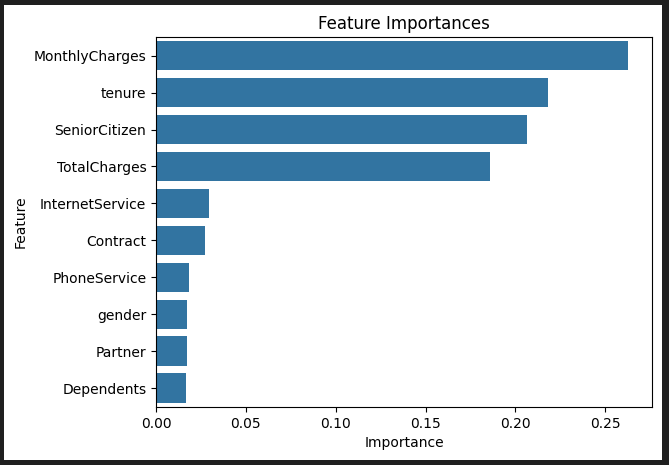 Feature Importances
MonthlyCharges
tenure
SeniorCitizen
TotalCharges
InternetService
Contract
PhoneService
gender
Partner
Dependents
Feature
0.00 0.05 0.10 0.15 0.20 0.25
Importance